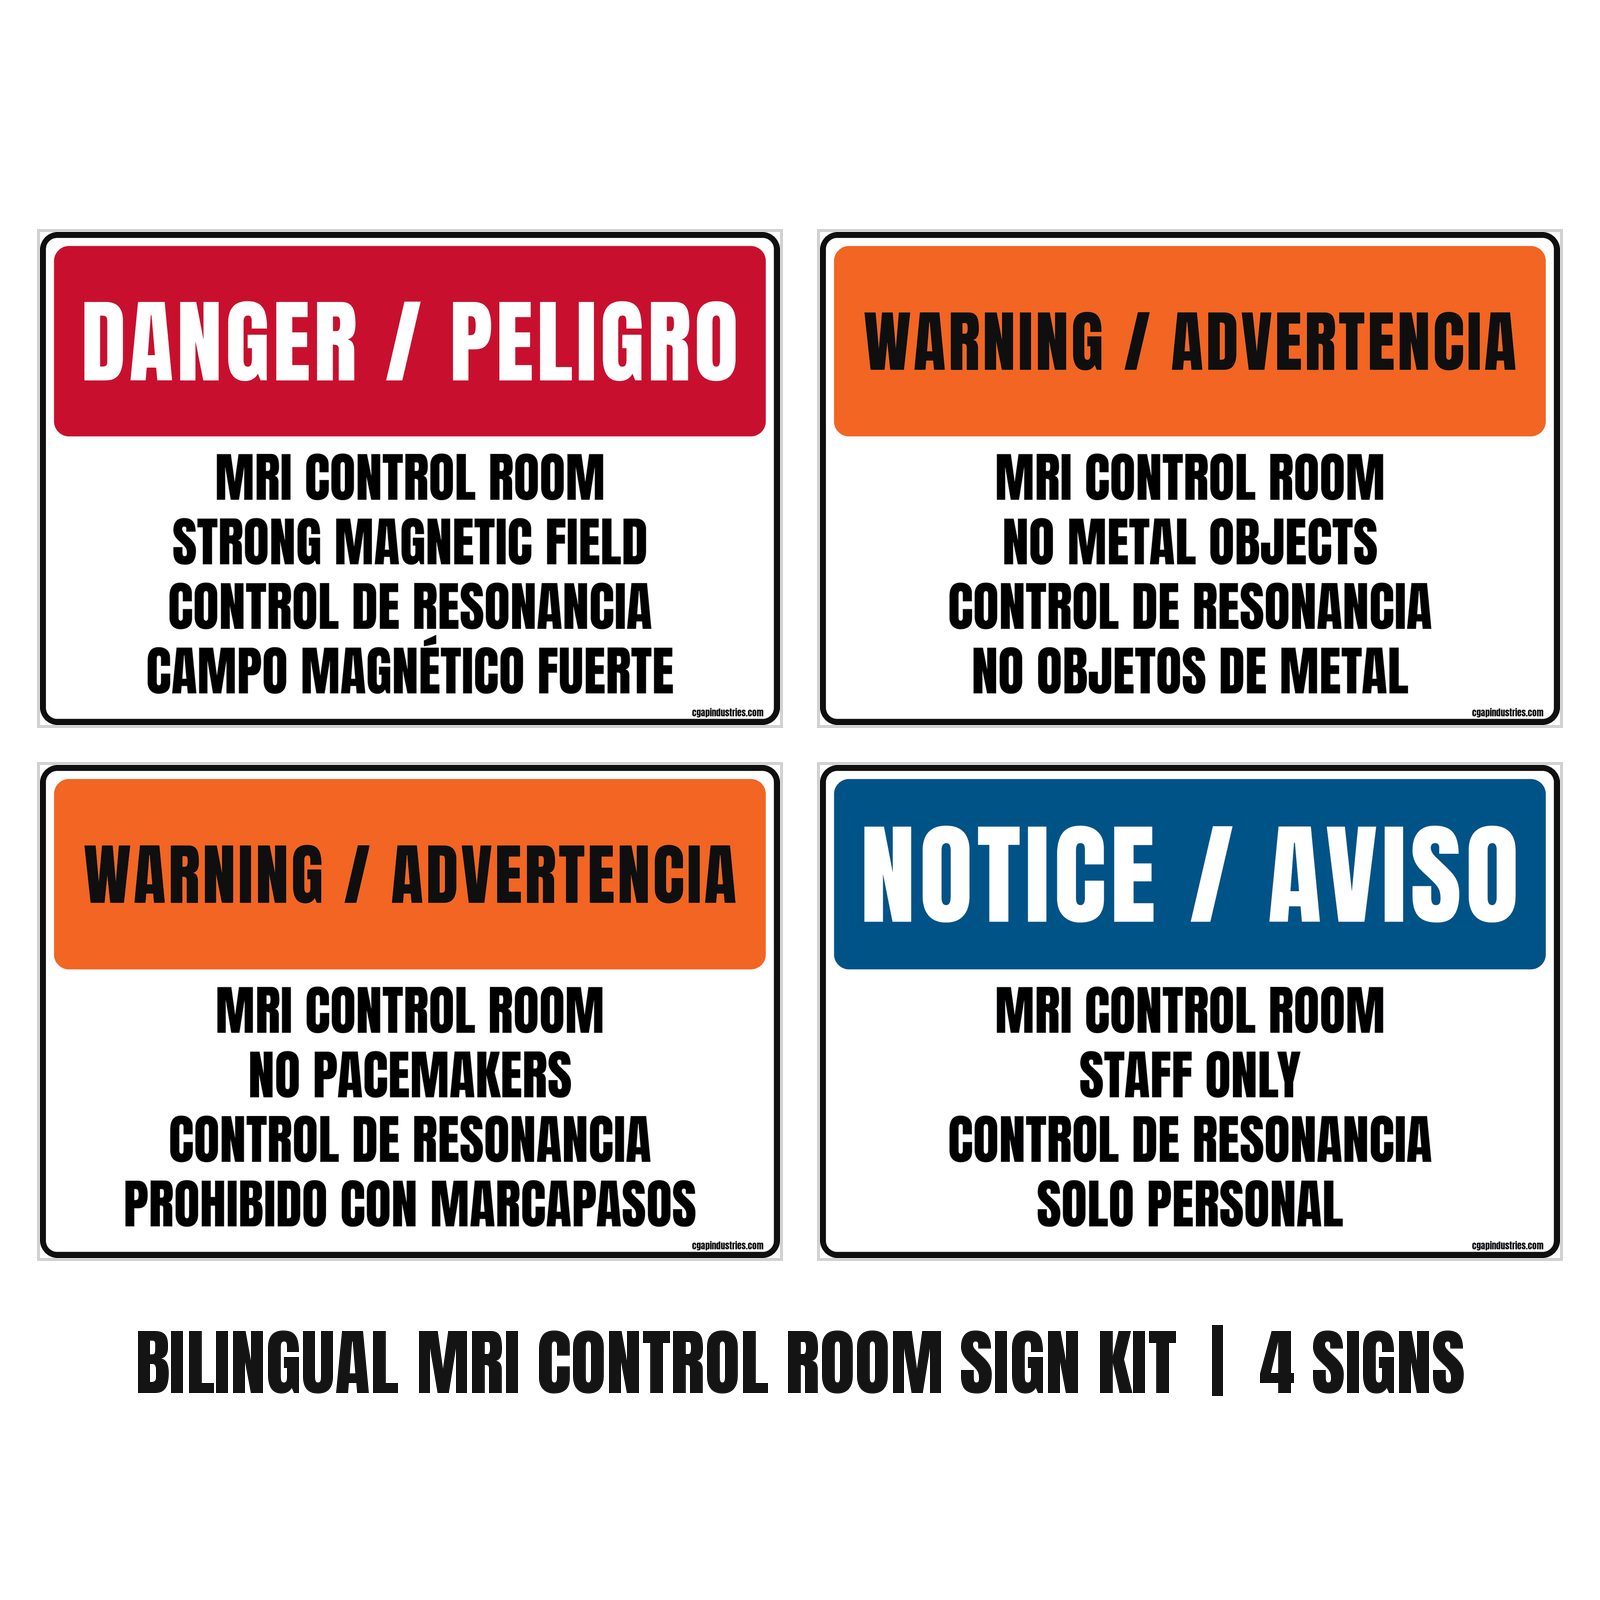 DANGER / PELIGRO
MRI CONTROL ROOM
STRONG MAGNETIC FIELD
CONTROL DE RESONANCIA
CAMPO MAGNÉTICO FUERTE
cgapindustries.com
WARNING / ADVERTENCIA
MRI CONTROL ROOM
NO METAL OBJECTS
CONTROL DE RESONANCIA
NO OBJETOS DE METAL
cgapindustries.com
WARNING / ADVERTENCIA
MRI CONTROL ROOM
NO PACEMAKERS
CONTROL DE RESONANCIA
PROHIBIDO CON MARCAPASOS
cgapindustries.com
NOTICE / AVISO
MRI CONTROL ROOM
STAFF ONLY
CONTROL DE RESONANCIA
SOLO PERSONAL
cgapindustries.com
BILINGUAL MRI CONTROL ROOM SIGN KIT | 4 SIGNS